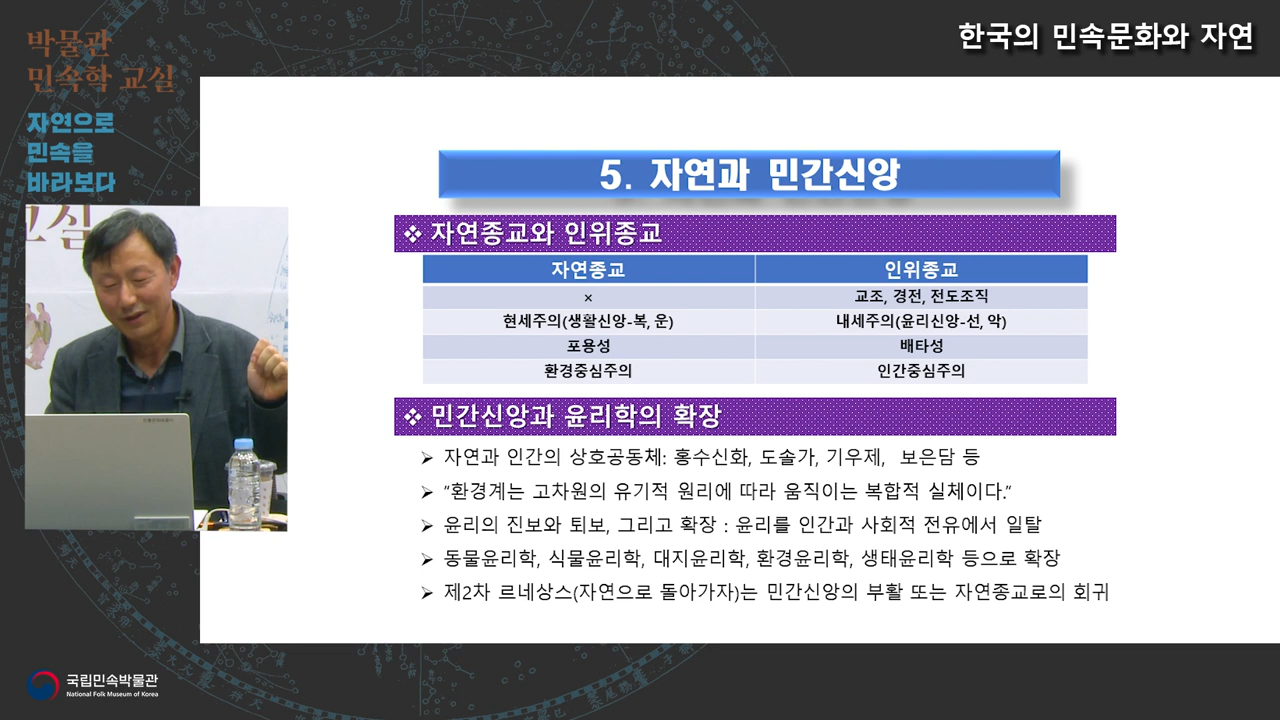 한국의 민속문화와 자연
박물관
민속학 교실
자연으로
민속을
바라보다
교실
5. 자연과 민간신앙
❖ 자연종교와 인위종교
자연종교 인위종교
× 교조, 경전, 전도조직
현세주의(생활신앙-복, 운) 내세주의(윤리신앙-선, 악)
포용성 배타성
환경중심주의 인간중심주의
❖ 민간신앙과 윤리학의 확장
➢ 자연과 인간의 상호공동체: 홍수신화, 도솔가, 기우제, 보은담 등
➢ "환경계는 고차원의 유기적 원리에 따라 움직이는 복합적 실체이다."
➢ 윤리의 진보와 퇴보, 그리고 확장 : 윤리를 인간과 사회적 전유에서 일탈
➢ 동물윤리학, 식물윤리학, 대지윤리학, 환경윤리학, 생태윤리학 등으로 확장
➢ 제2차 르네상스(자연으로 돌아가자)는 민간신앙의 부활 또는 자연종교로의 회귀
국립민속박물관
National Folk Museum of Korea